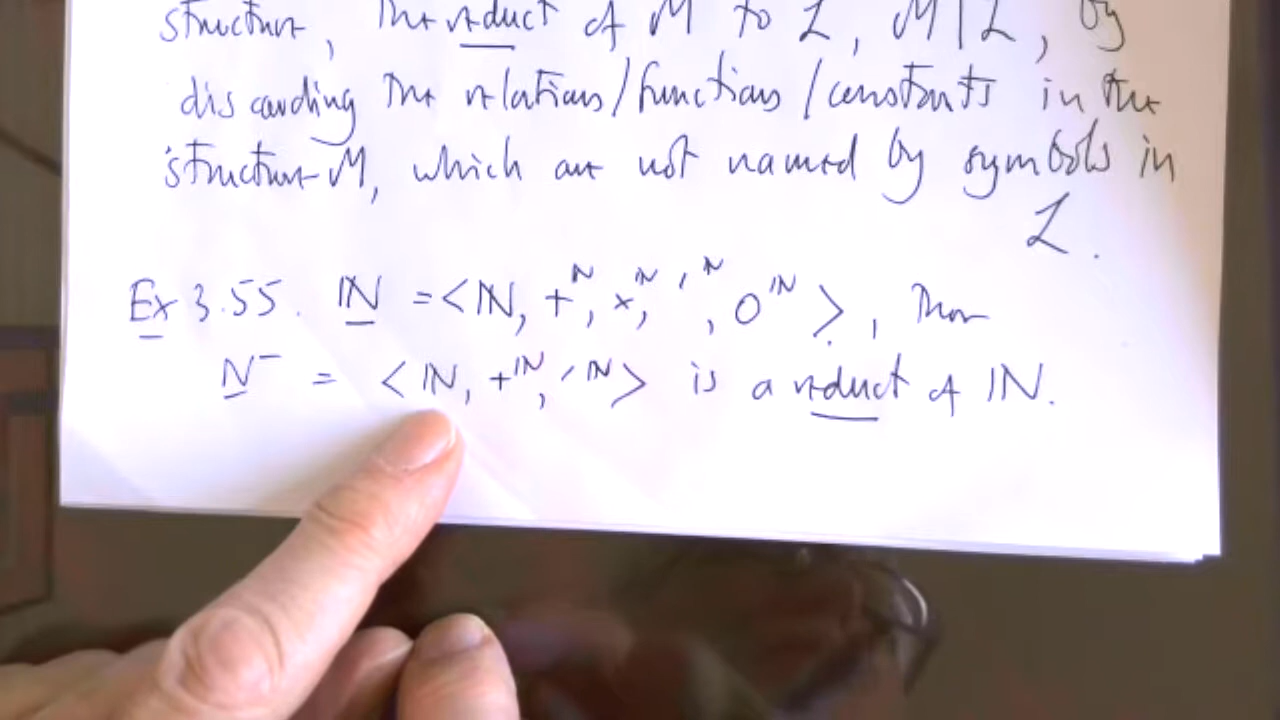 structure, the reduct of M to L, M|L, by
discarding the relations/functions/constants in the
structure M, which are not named by symbols in
L.
Ex 3.55. ℕ = <ℕ, +^ℕ, ×^ℕ, ′^ℕ, 0^ℕ>, Then
N⁻ = <ℕ, +^ℕ, ′^ℕ> is a reduct of ℕ.